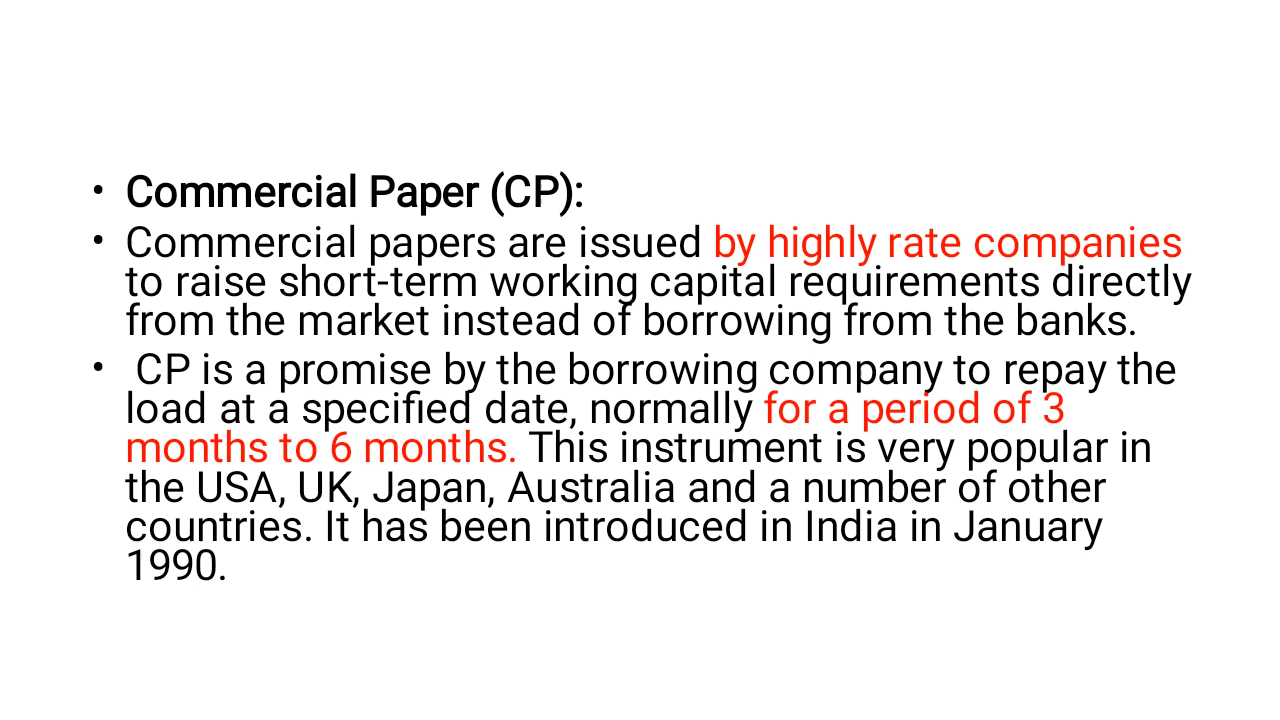 • Commercial Paper (CP):
• Commercial papers are issued by highly rate companies
to raise short-term working capital requirements directly
from the market instead of borrowing from the banks.
• CP is a promise by the borrowing company to repay the
load at a specified date, normally for a period of 3
months to 6 months. This instrument is very popular in
the USA, UK, Japan, Australia and a number of other
countries. It has been introduced in India in January
1990.